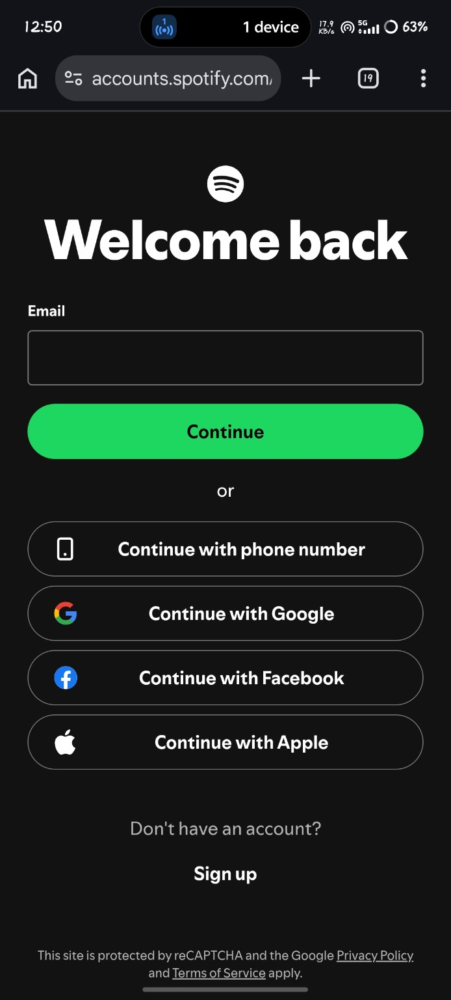 12:50
1
1 device
17.9
KB/s
5G
63%
accounts.spotify.com/
19
Welcome back
Email
Continue
or
Continue with phone number
Continue with Google
Continue with Facebook
Continue with Apple
Don't have an account?
Sign up
This site is protected by reCAPTCHA and the Google Privacy Policy
and Terms of Service apply.